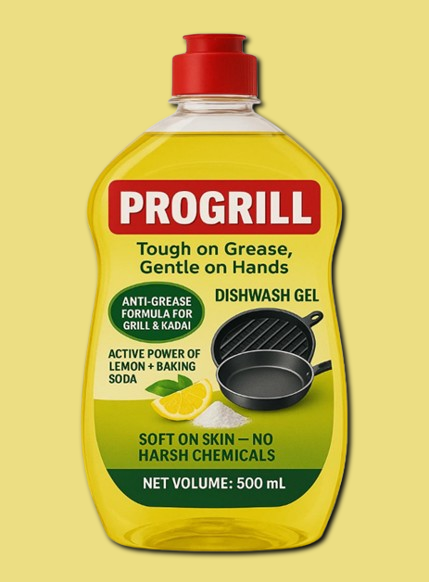 PROGRILL
Tough on Grease,
Gentle on Hands
DISHWASH GEL
ANTI-GREASE
FORMULA FOR
GRILL & KADAI
ACTIVE POWER OF
LEMON + BAKING
SODA
SOFT ON SKIN – NO
HARSH CHEMICALS
NET VOLUME: 500 mL